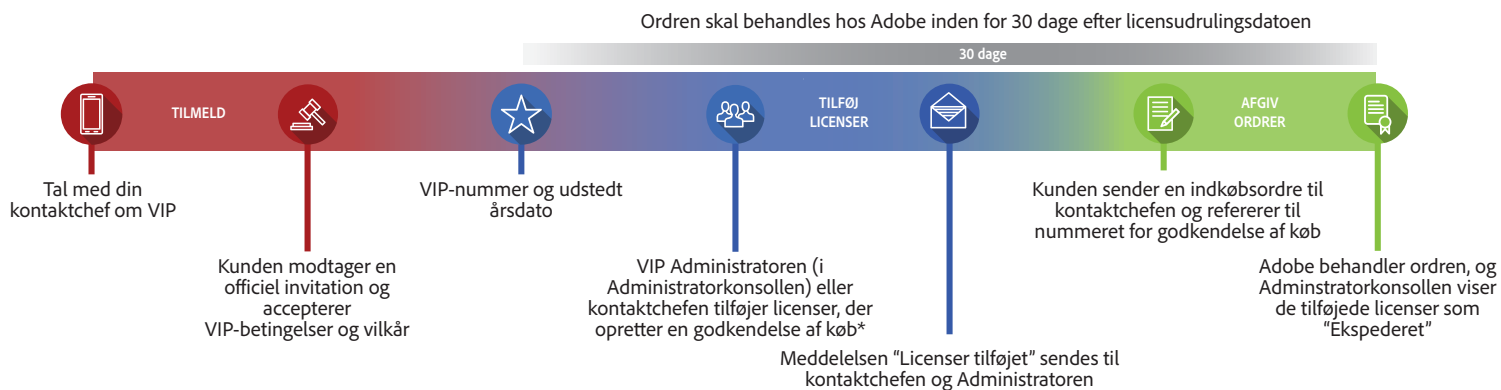 Ordren skal behandles hos Adobe inden for 30 dage efter licensudrulingsdatoen
30 dage
TILMELD
TILFØJ
LICENSER
AFGIV
ORDRER
Tal med din
kontaktchef om VIP
Kunden modtager en
officiel invitation og
accepterer
VIP-betingelser og vilkår
VIP-nummer og udstedt
årsdato
VIP Administratoren (i
Administratorkonsollen) eller
kontaktchefen tilføjer licenser, der
opretter en godkendelse af køb*
Meddelelsen “Licenser tilføjet” sendes til
kontaktchefen og Administratoren
Kunden sender en indkøbsordre til
kontaktchefen og refererer til
nummeret for godkendelse af køb
Adobe behandler ordren, og
Adminstratorkonsollen viser
de tilføjede licenser som
“Ekspederet”